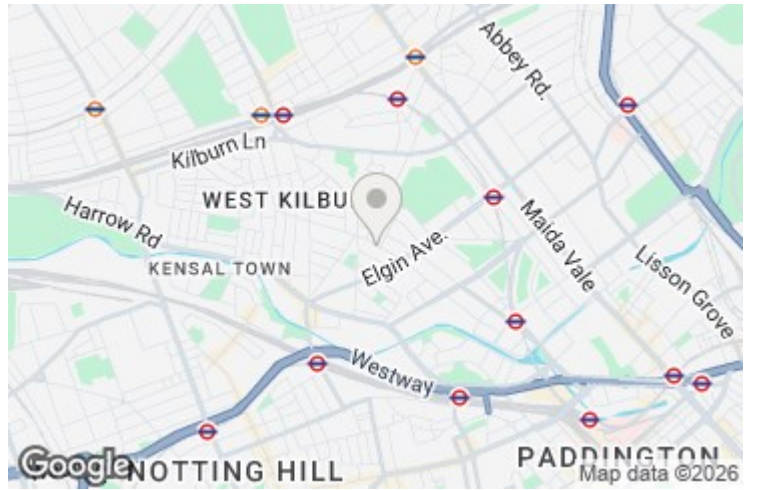 Abbey Rd.
Kilburn Ln
WEST KILBU
Harrow Rd
Maida Vale
Elgin Ave.
KENSAL TOWN
Lisson Grove
Westway
PADDINGTON
Google
NOTTING HILL
Map data ©2026